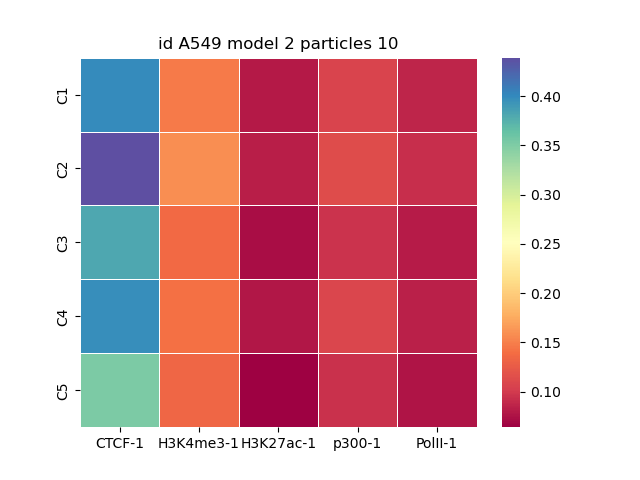 id A549 model 2 particles 10
C1
C2
C3
C4
C5
CTCF-1 H3K4me3-1 H3K27ac-1 p300-1 PolII-1
0.40
0.35
0.30
0.25
0.20
0.15
0.10